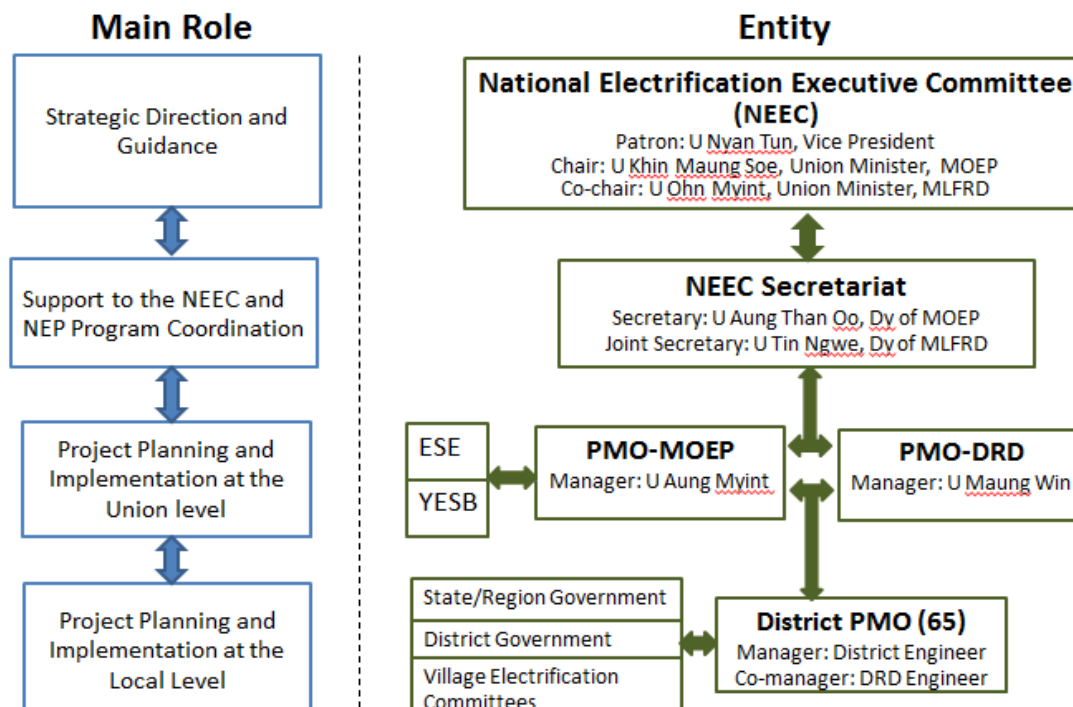 Main Role
Strategic Direction and
Guidance
Support to the NEEC and
NEP Program Coordination
Project Planning and
Implementation at the
Union level
Project Planning and
Implementation at the
Local Level
Entity
National Electrification Executive Committee
(NEEC)
Patron: U Nyan Tun, Vice President
Chair: U Khin Maung Soe, Union Minister, MOEP
Co-chair: U Ohn Myint, Union Minister, MLFRD
NEEC Secretariat
Secretary: U Aung Than Oo, Dy of MOEP
Joint Secretary: U Tin Ngwe, Dy of MLFRD
ESE
YESB
PMO-MOEP
Manager: U Aung Myint
PMO-DRD
Manager: U Maung Win
State/Region Government
District Government
Village Electrification
Committees
District PMO (65)
Manager: District Engineer
Co-manager: DRD Engineer